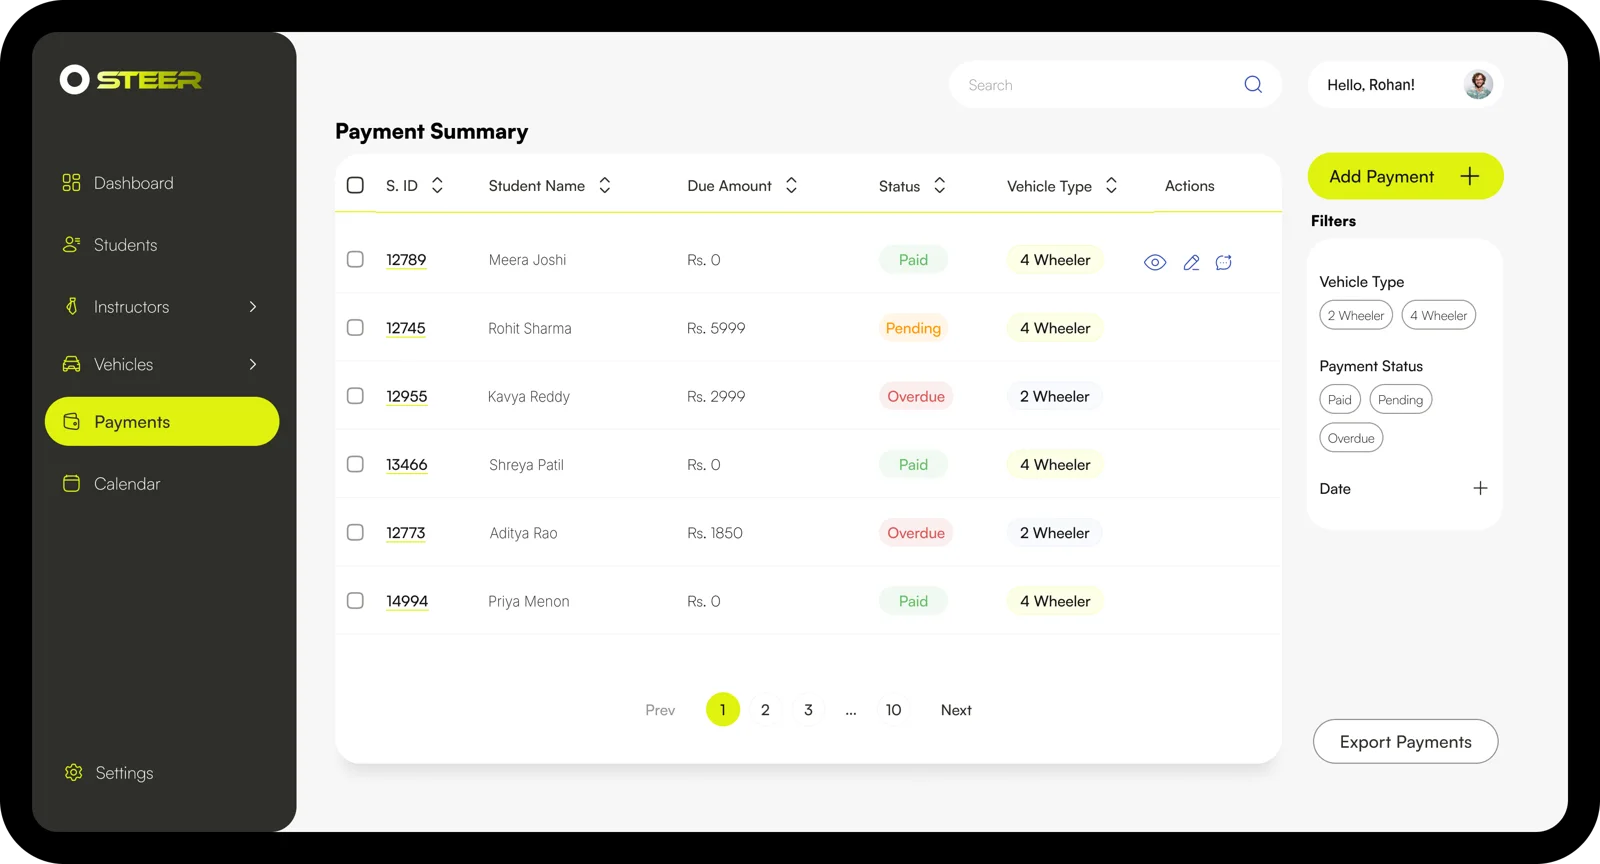 STEER
Dashboard
Students
Instructors
Vehicles
Payments
Calendar
Settings
Search
Hello, Rohan!
Payment Summary
S. ID Student Name Due Amount Status Vehicle Type Actions
12789 Meera Joshi Rs. 0 Paid 4 Wheeler
12745 Rohit Sharma Rs. 5999 Pending 4 Wheeler
12955 Kavya Reddy Rs. 2999 Overdue 2 Wheeler
13466 Shreya Patil Rs. 0 Paid 4 Wheeler
12773 Aditya Rao Rs. 1850 Overdue 2 Wheeler
14994 Priya Menon Rs. 0 Paid 4 Wheeler
Prev 1 2 3 ... 10 Next
Add Payment
Filters
Vehicle Type
2 Wheeler 4 Wheeler
Payment Status
Paid Pending
Overdue
Date
Export Payments